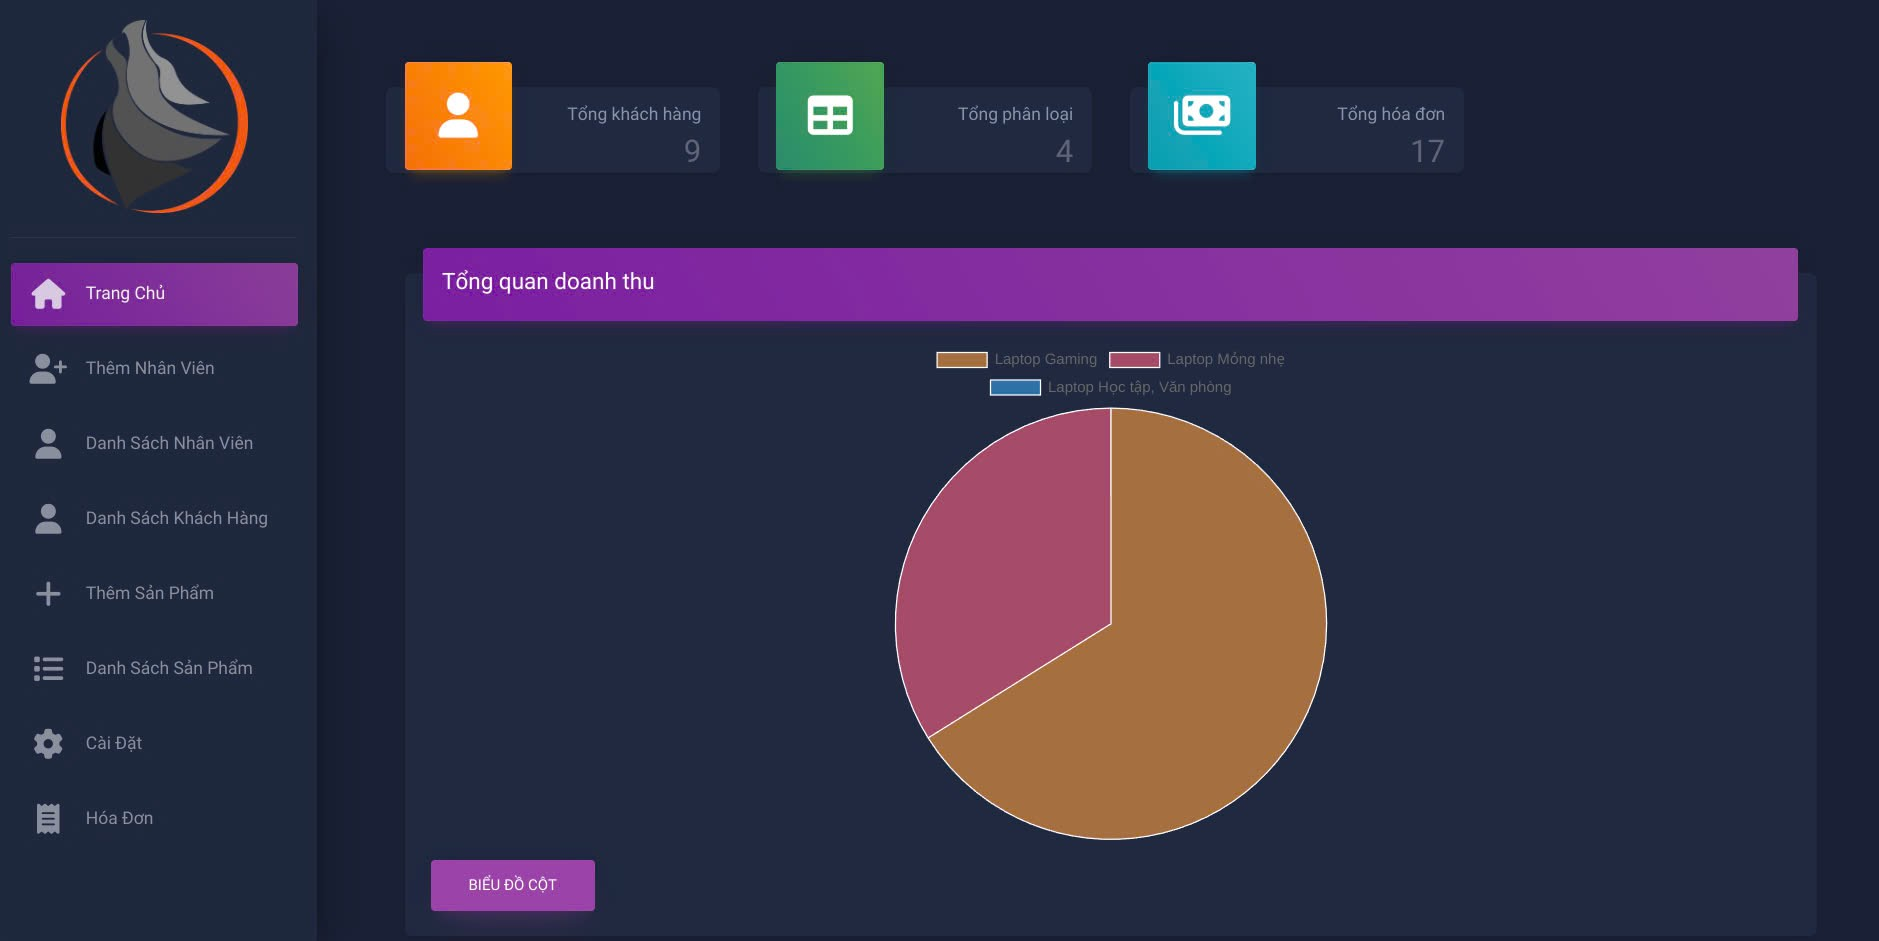 Trang Chủ
Thêm Nhân Viên
Danh Sách Nhân Viên
Danh Sách Khách Hàng
Thêm Sản Phẩm
Danh Sách Sản Phẩm
Cài Đặt
Hóa Đơn
Tổng khách hàng
9
Tổng phân loại
4
Tổng hóa đơn
17
Tổng quan doanh thu
Laptop Gaming Laptop Mỏng nhẹ
Laptop Học tập, Văn phòng
BIỂU ĐỒ CỘT